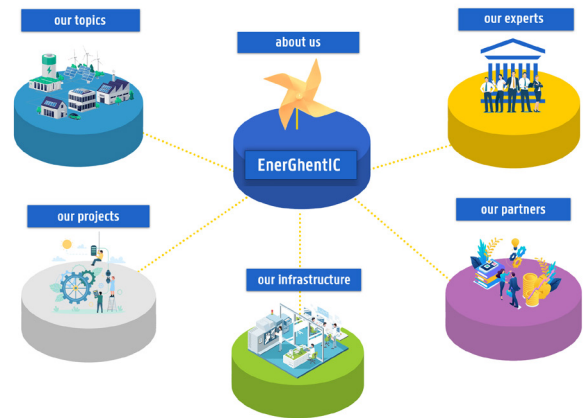 our topics
about us
our experts
EnerGhentIC
our projects
our partners
our infrastructure